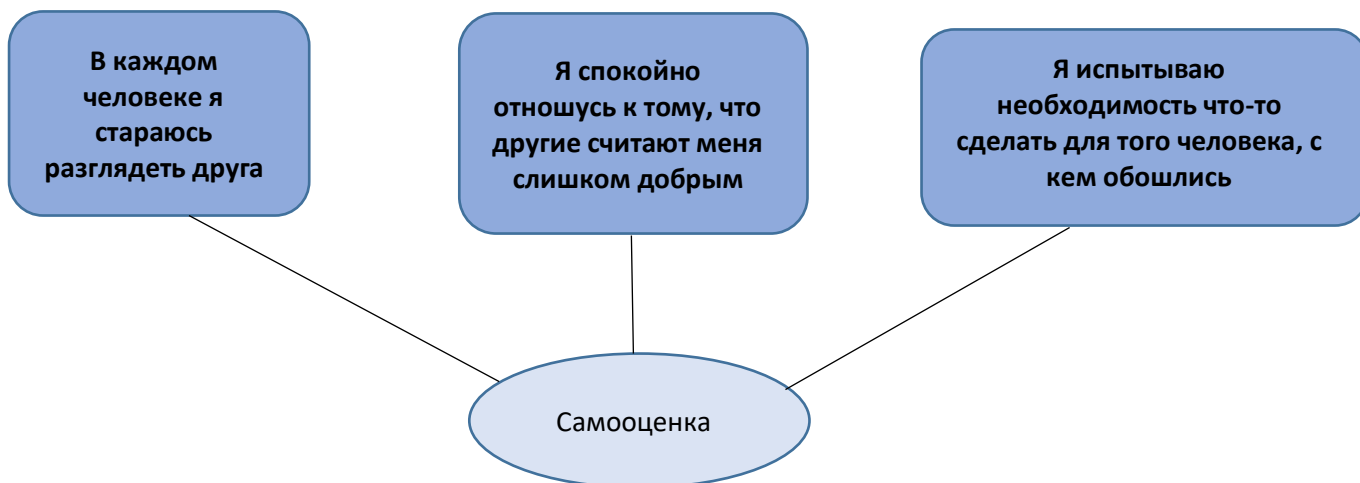 В каждом
человеке я
стараюсь
разглядеть друга
Я спокойно
отношусь к тому, что
другие считают меня
слишком добрым
Я испытываю
необходимость что-то
сделать для того человека, с
кем обошлись
Самооценка